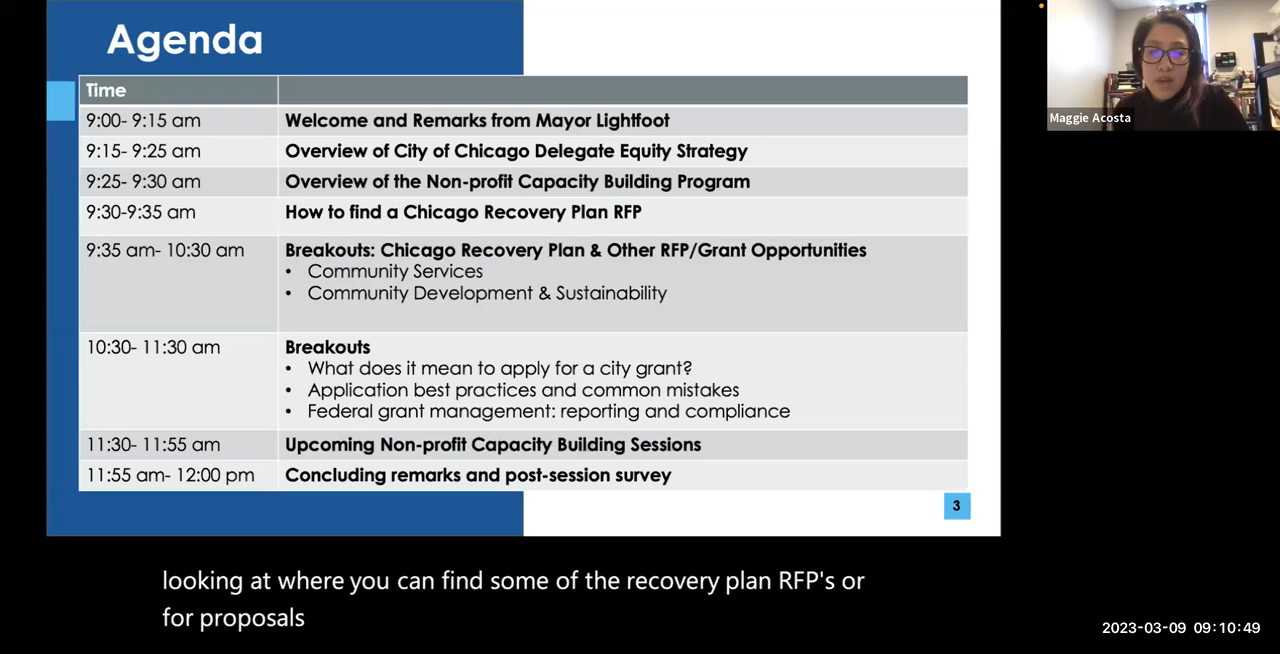 Agenda
Time
9:00- 9:15 am Welcome and Remarks from Mayor Lightfoot
9:15- 9:25 am Overview of City of Chicago Delegate Equity Strategy
9:25- 9:30 am Overview of the Non-profit Capacity Building Program
9:30-9:35 am How to find a Chicago Recovery Plan RFP
9:35 am- 10:30 am Breakouts: Chicago Recovery Plan & Other RFP/Grant Opportunities
• Community Services
• Community Development & Sustainability
10:30- 11:30 am Breakouts
• What does it mean to apply for a city grant?
• Application best practices and common mistakes
• Federal grant management: reporting and compliance
11:30- 11:55 am Upcoming Non-profit Capacity Building Sessions
11:55 am- 12:00 pm Concluding remarks and post-session survey
3
Maggie Acosta
looking at where you can find some of the recovery plan RFP's or
for proposals
2023-03-09 09:10:49